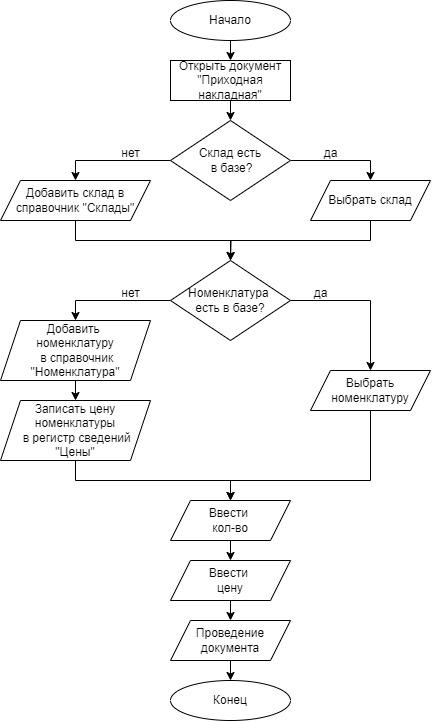 Начало
Открыть документ
"Приходная
накладная"
Склад есть
в базе?
нет
да
Добавить склад в
справочник "Склады"
Выбрать склад
Номенклатура
есть в базе?
нет
да
Добавить
номенклатуру
в справочник
"Номенклатура"
Выбрать
номенклатуру
Записать цену
номенклатуры
в регистр сведений
"Цены"
Ввести
кол-во
Ввести
цену
Проведение
документа
Конец